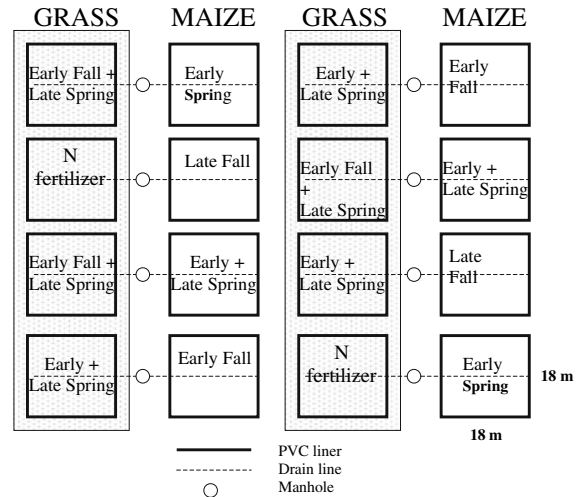 GRASS MAIZE GRASS MAIZE
Early Fall +
Late Spring
Early
Spring
Early +
Late Spring
Early
Fall
N
fertilizer
Late Fall
Early Fall
+
Late Spring
Early +
Late Spring
Early Fall +
Late Spring
Early +
Late Spring
Early +
Late Spring
Late
Fall
Early +
Late Spring
Early Fall
N
fertilizer
Early
Spring
18 m
18 m
PVC liner
Drain line
Manhole